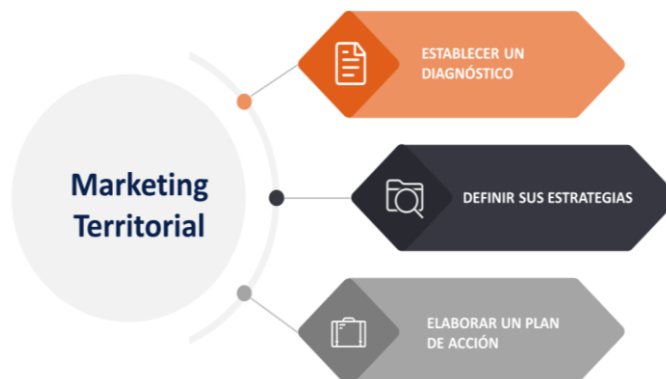 Marketing
Territorial
ESTABLECER UN
DIAGNÓSTICO
DEFINIR SUS ESTRATEGIAS
ELABORAR UN PLAN
DE ACCIÓN